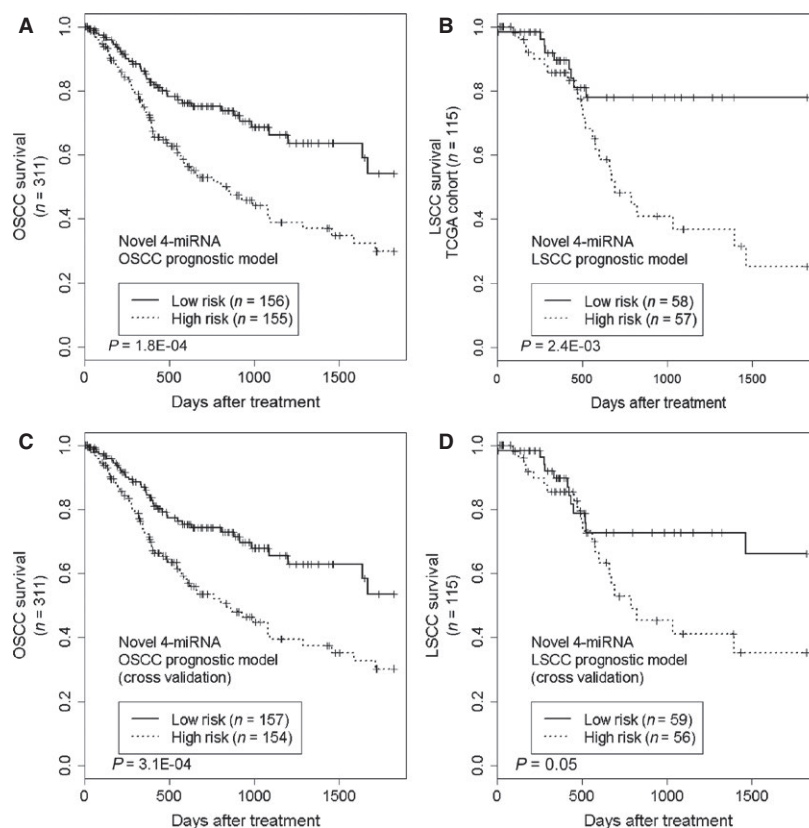 A
OSCC survival
(n = 311)
1.0
0.8
0.6
0.4
0.2
0.0
Novel 4-miRNA
OSCC prognostic model
Low risk (n = 156)
High risk (n = 155)
P = 1.8E-04
0 500 1000 1500
Days after treatment
B
LSCC survival
TCGA cohort (n = 115)
1.0
0.8
0.6
0.4
0.2
0.0
Novel 4-miRNA
LSCC prognostic model
Low risk (n = 58)
High risk (n = 57)
P = 2.4E-03
0 500 1000 1500
Days after treatment
C
OSCC survival
(n = 311)
1.0
0.8
0.6
0.4
0.2
0.0
Novel 4-miRNA
OSCC prognostic model
(cross validation)
Low risk (n = 157)
High risk (n = 154)
P = 3.1E-04
0 500 1000 1500
Days after treatment
D
LSCC survival
(n = 115)
1.0
0.8
0.6
0.4
0.2
0.0
Novel 4-miRNA
LSCC prognostic model
(cross validation)
Low risk (n = 59)
High risk (n = 56)
P = 0.05
0 500 1000 1500
Days after treatment